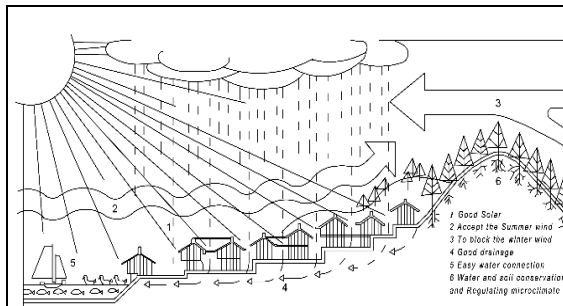 3
2
1
6
5
4
1 Good Solar
2 Accept the Summer wind
3 To block the winter wind
4 Good drainage
5 Easy water connection
6 Water and soil conservation
and Regulating microclimate